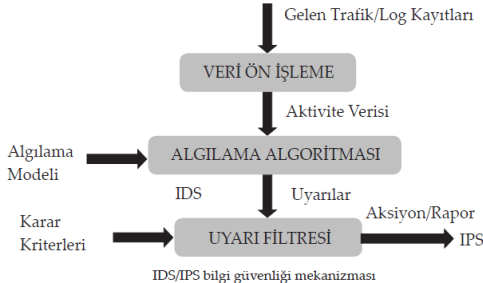 Gelen Trafik/Log Kayıtları
VERİ ÖN İŞLEME
Aktivite Verisi
Algılama
Modeli
ALGILAMA ALGORİTMASI
IDS
Uyarılar
Karar
Kriterleri
UYARI FİLTRESİ
Aksiyon/Rapor
IPS
IDS/IPS bilgi güvenliği mekanizması